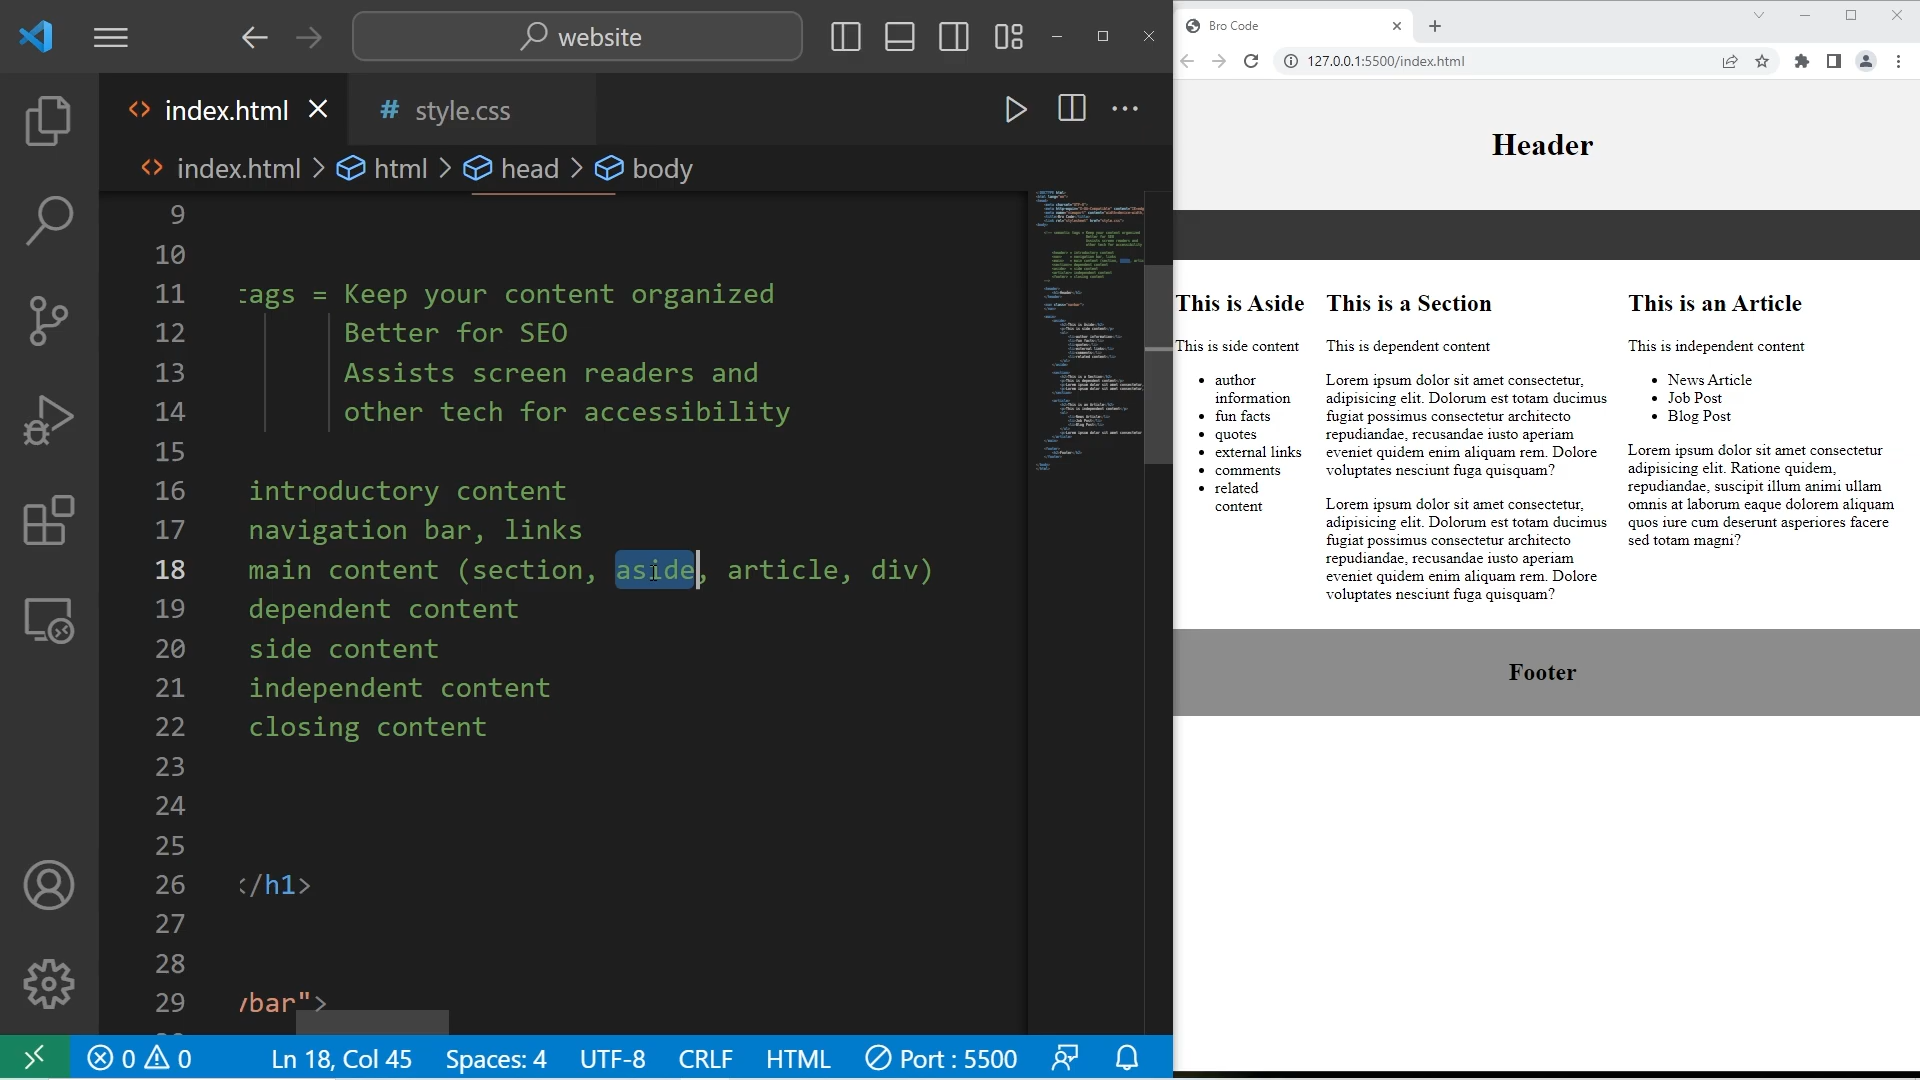 website
index.html
style.css
index.html > html > head > body
9
10
11 tags = Keep your content organized
12 Better for SEO
13 Assists screen readers and
14 other tech for accessibility
15
16 introductory content
17 navigation bar, links
18 main content (section, aside, article, div)
19 dependent content
20 side content
21 independent content
22 closing content
23
24
25
26 </h1>
27
28
29 vbar">
0 0 Ln 18, Col 45 Spaces: 4 UTF-8 CRLF HTML Port : 5500
Bro Code
127.0.0.1:5500/index.html
Header
This is Aside
This is side content
author
information
fun facts
quotes
external links
comments
related
content
This is a Section
This is dependent content
Lorem ipsum dolor sit amet consectetur,
adipisicing elit. Dolorum est totam ducimus
fugiat possimus consectetur architecto
repudiandae, recusandae iusto aperiam
eveniet quidem enim aliquam rem. Dolore
voluptates nesciunt fuga quisquam?
Lorem ipsum dolor sit amet consectetur,
adipisicing elit. Dolorum est totam ducimus
fugiat possimus consectetur architecto
repudiandae, recusandae iusto aperiam
eveniet quidem enim aliquam rem. Dolore
voluptates nesciunt fuga quisquam?
This is an Article
This is independent content
News Article
Job Post
Blog Post
Lorem ipsum dolor sit amet consectetur
adipisicing elit. Ratione quidem,
repudiandae, suscipit illum animi ullam
omnis at laborum eaque dolorem aliquam
quos iure cum deserunt asperiores facere
sed totam magni?
Footer